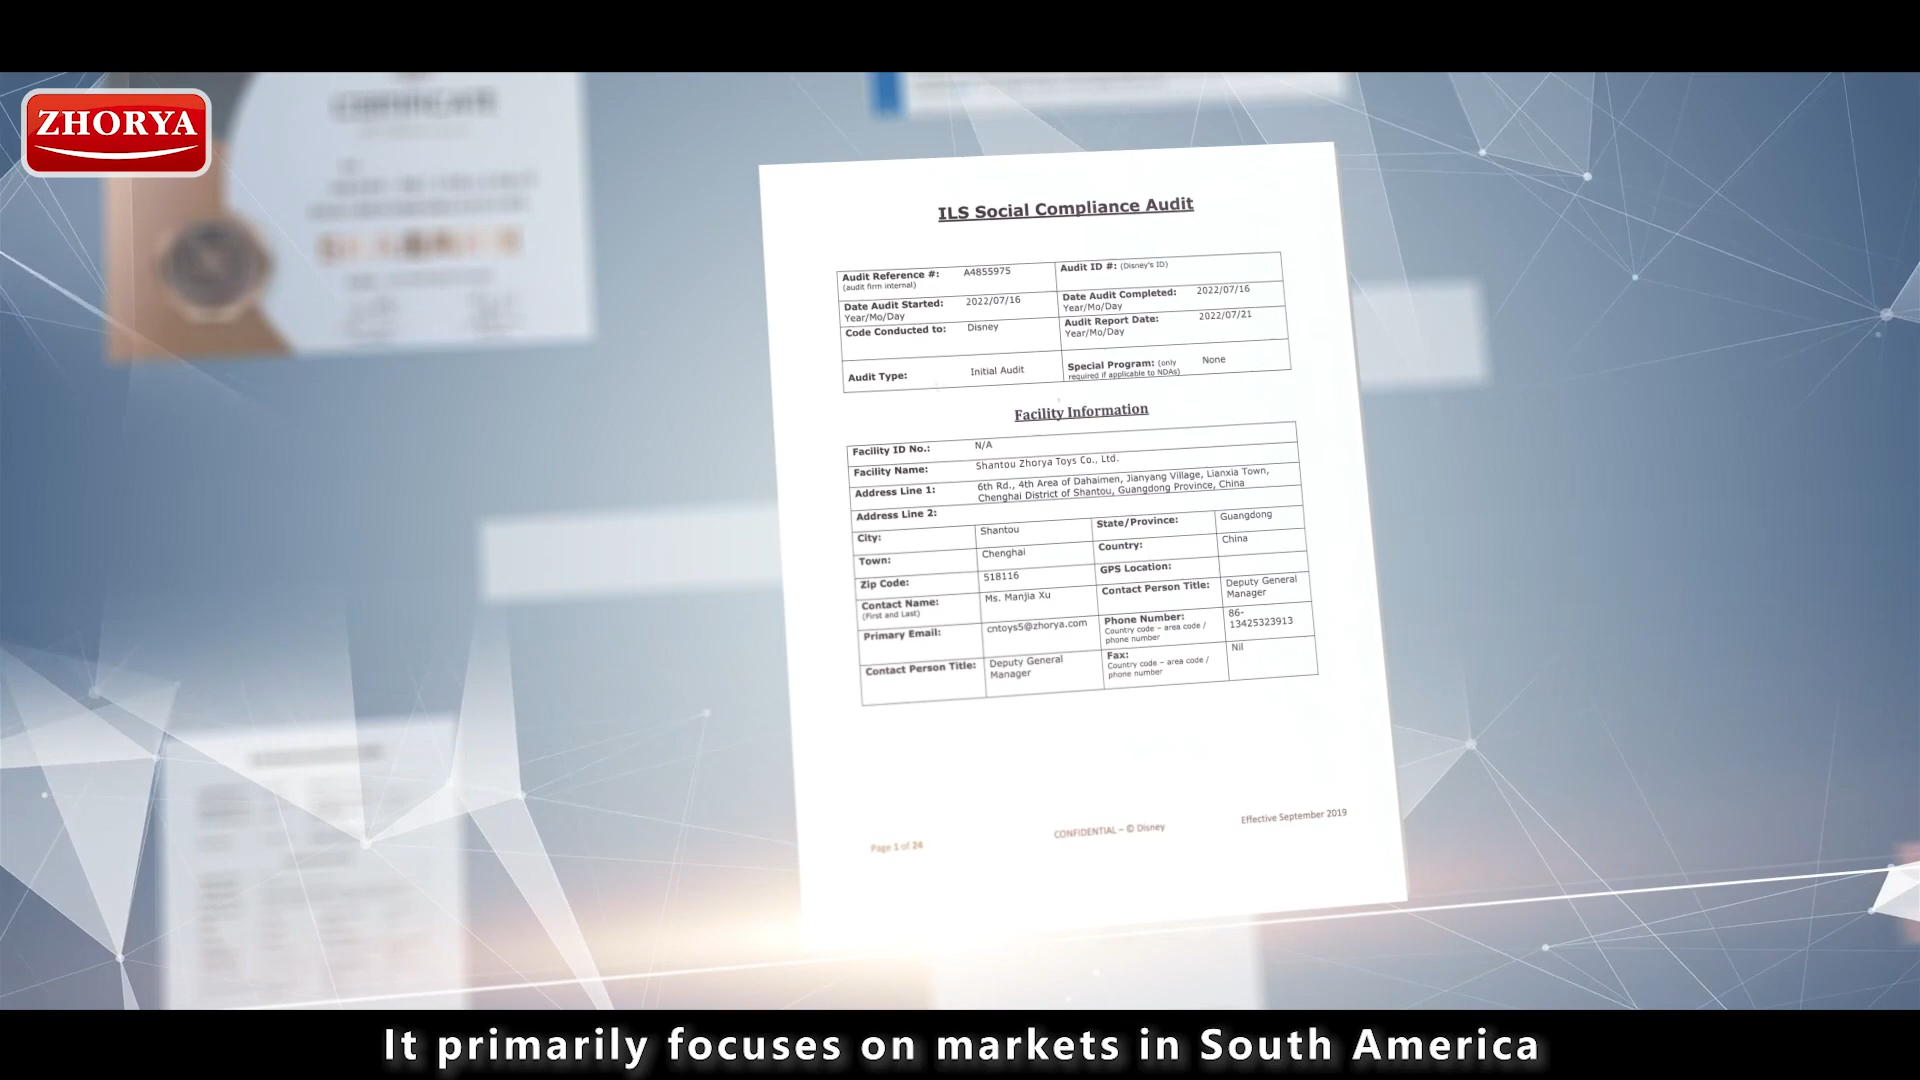 ZHORYA
CERTIFICATE
ILS Social Compliance Audit
Audit Reference #: A4855975 Audit ID #: (Disney's ID)
(audit firm internal)
Date Audit Started: 2022/07/16 Date Audit Completed: 2022/07/16
Year/Mo/Day Year/Mo/Day
Code Conducted to: Disney Audit Report Date: 2022/07/21
Year/Mo/Day
Audit Type: Initial Audit Special Program: (only None
required if applicable to NDAs)
Facility Information
Facility ID No.: N/A
Facility Name: Shantou Zhorya Toys Co., Ltd.
Address Line 1: 6th Rd., 4th Area of Dahaimen, Jianyang Village, Lianxia Town,
Chenghai District of Shantou, Guangdong Province, China
Address Line 2:
City: Shantou State/Province: Guangdong
Town: Chenghai Country: China
Zip Code: 518116 GPS Location:
Contact Name: Ms. Manjia Xu Contact Person Title: Deputy General
(First and Last) Manager
Primary Email: cntoys5@zhorya.com Phone Number: 86-
Country code – area code / 13425323913
phone number
Contact Person Title: Deputy General Fax: Nil
Manager Country code – area code /
phone number
Page 1 of 24 CONFIDENTIAL – © Disney Effective September 2019
It primarily focuses on markets in South America